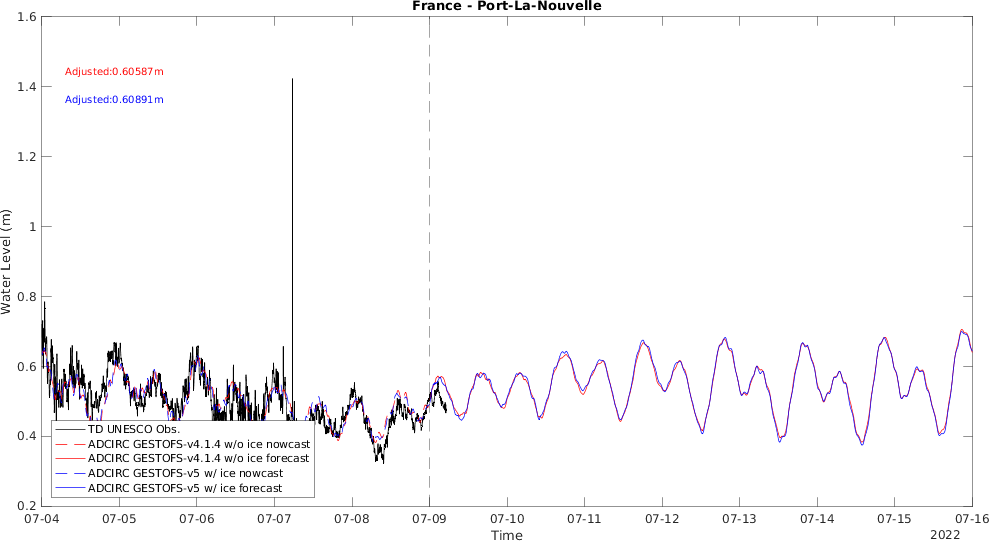 France - Port-La-Nouvelle
1.6
1.4
1.2
1
0.8
0.6
0.4
0.2
Water Level (m)
Adjusted:0.60587m
Adjusted:0.60891m
TD UNESCO Obs.
ADCIRC GESTOFS-v4.1.4 w/o ice nowcast
ADCIRC GESTOFS-v4.1.4 w/o ice forecast
ADCIRC GESTOFS-v5 w/ ice nowcast
ADCIRC GESTOFS-v5 w/ ice forecast
07-04 07-05 07-06 07-07 07-08 07-09 07-10 07-11 07-12 07-13 07-14 07-15 07-16
Time
2022